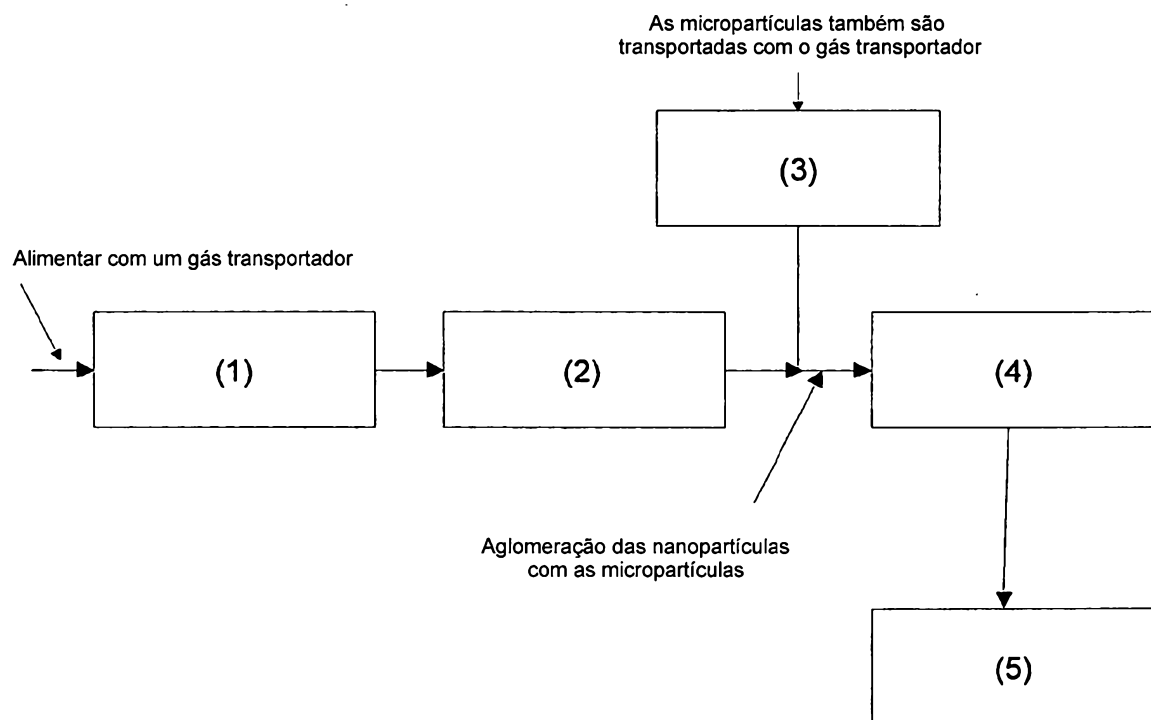 As micropartículas também são
transportadas com o gás transportador
(3)
Alimentar com um gás transportador
(1)
(2)
(4)
Aglomeração das nanopartículas
com as micropartículas
(5)